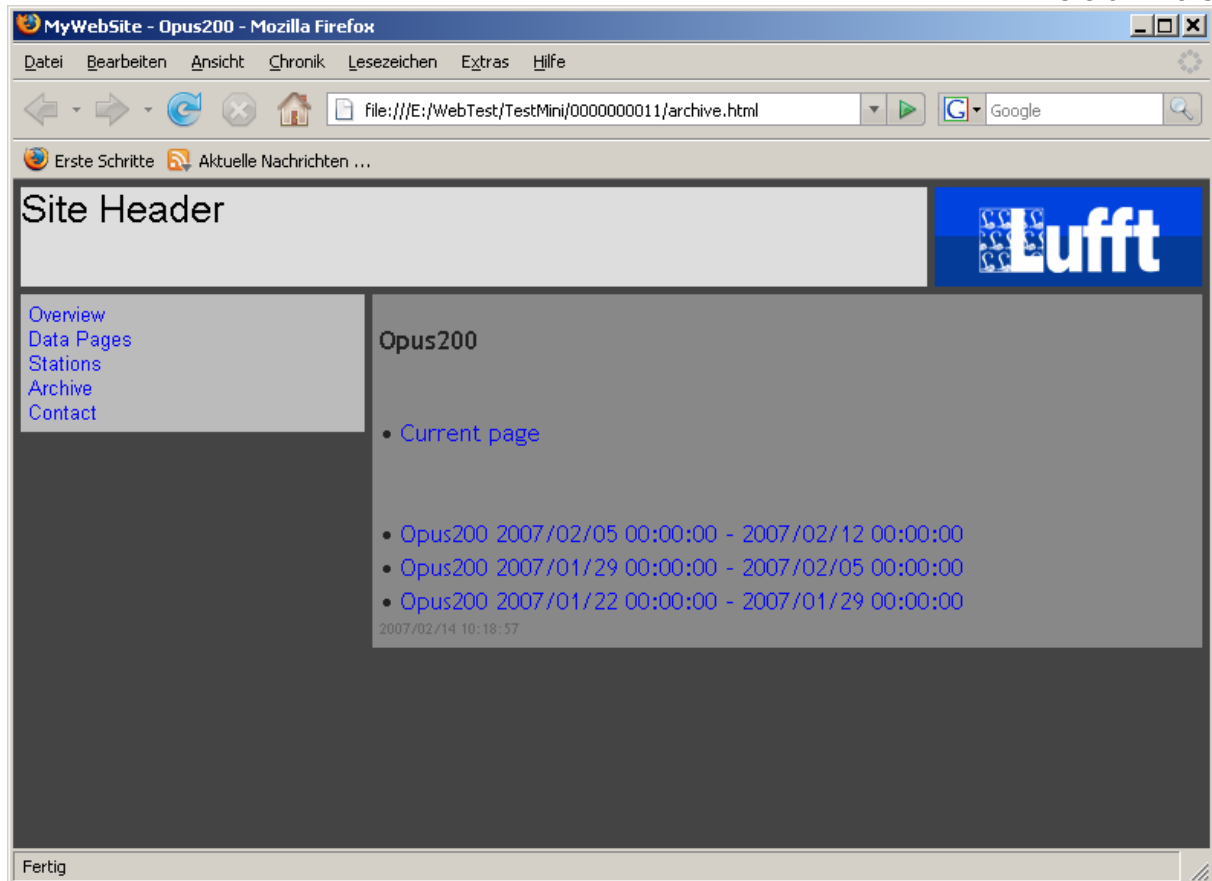 MyWebSite - Opus200 - Mozilla Firefox
Datei Bearbeiten Ansicht Chronik Lesezeichen Extras Hilfe
file:///E:/WebTest/TestMini/0000000011/archive.html
G Google
Erste Schritte Aktuelle Nachrichten ...
Site Header
Lufft
Overview
Data Pages
Stations
Archive
Contact
Opus200
• Current page
• Opus200 2007/02/05 00:00:00 - 2007/02/12 00:00:00
• Opus200 2007/01/29 00:00:00 - 2007/02/05 00:00:00
• Opus200 2007/01/22 00:00:00 - 2007/01/29 00:00:00
2007/02/14 10:18:57
Fertig